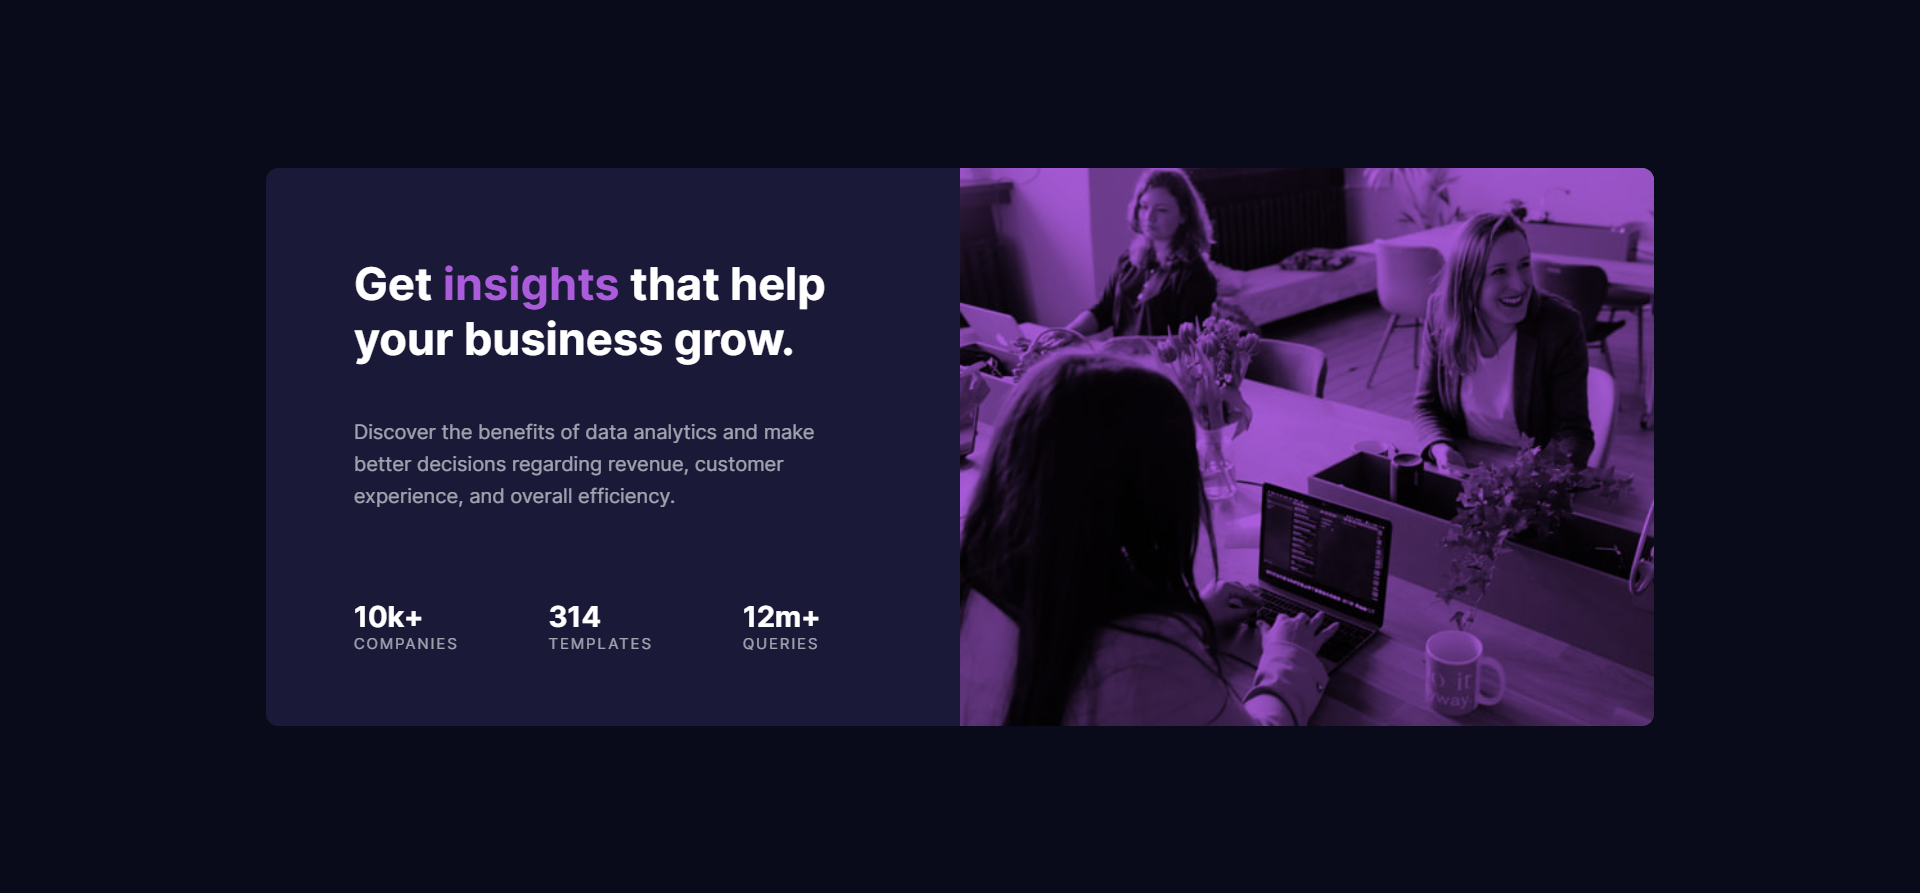 Get insights that help
your business grow.
Discover the benefits of data analytics and make
better decisions regarding revenue, customer
experience, and overall efficiency.
10k+ 314 12m+
COMPANIES TEMPLATES QUERIES
way